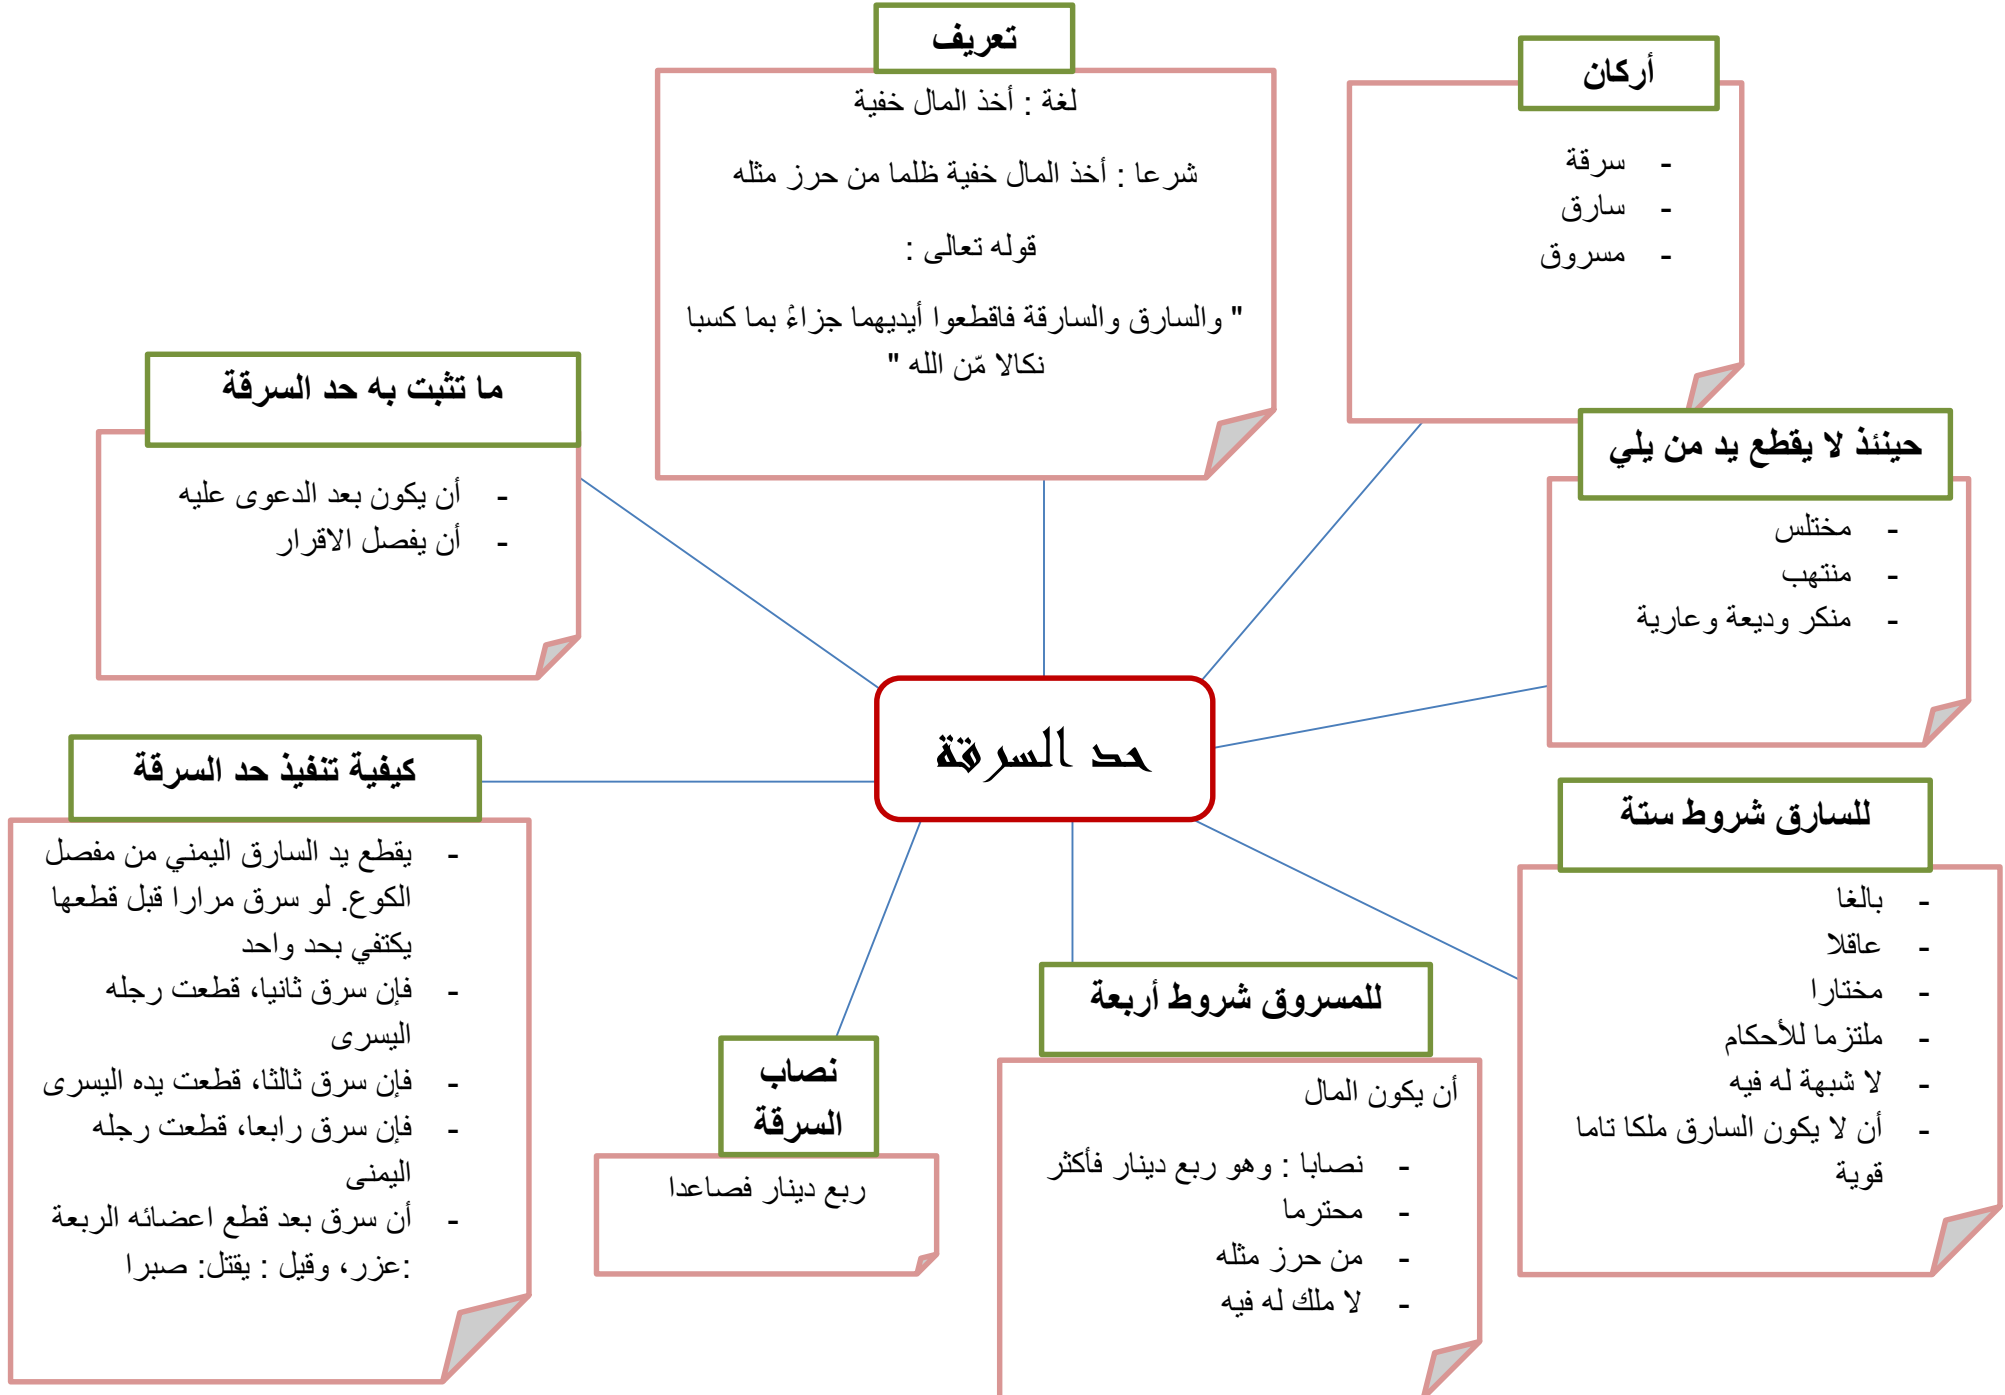 تعريف
لغة : أخذ المال خفية
شرعا : أخذ المال خفية ظلما من حرز مثله
قوله تعالى :
" والسارق والسارقة فاقطعوا أيديهما جزاءً بما كسبا
نكالا مّن الله "
أركان
- سرقة
- سارق
- مسروق
حينئذ لا يقطع يد من يلي
- مختلس
- منتهب
- منكر وديعة وعارية
ما تثبت به حد السرقة
- أن يكون بعد الدعوى عليه
- أن يفصل الاقرار
حد السرقة
للسارق شروط ستة
- بالغا
- عاقلا
- مختارا
- ملتزما للأحكام
- لا شبهة له فيه
- أن لا يكون السارق ملكا تاما
قوية
للمسروق شروط أربعة
أن يكون المال
- نصابا : وهو ربع دينار فأكثر
- محترما
- من حرز مثله
- لا ملك له فيه
نصاب
السرقة
ربع دينار فصاعدا
كيفية تنفيذ حد السرقة
- يقطع يد السارق اليمني من مفصل
الكوع. لو سرق مرارا قبل قطعها
يكتفي بحد واحد
- فإن سرق ثانيا، قطعت رجله
اليسرى
- فإن سرق ثالثا، قطعت يده اليسرى
- فإن سرق رابعا، قطعت رجله
اليمنى
- أن سرق بعد قطع اعضائه الربعة
:عزر، وقيل : يقتل: صبرا